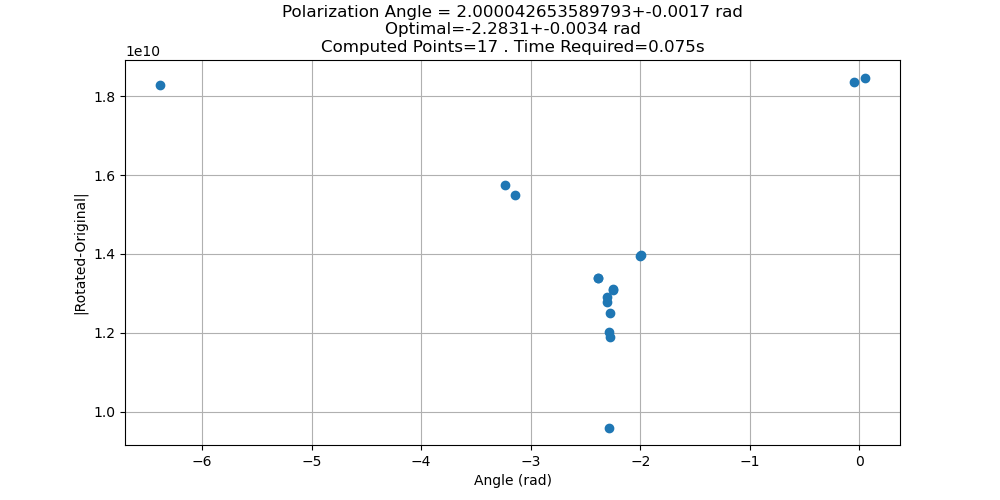 Polarization Angle = 2.000042653589793+-0.0017 rad
Optimal=-2.2831+-0.0034 rad
Computed Points=17 . Time Required=0.075s
1e10
1.8
1.6
1.4
1.2
1.0
|Rotated-Original|
−6
−5
−4
−3
−2
−1
0
Angle (rad)